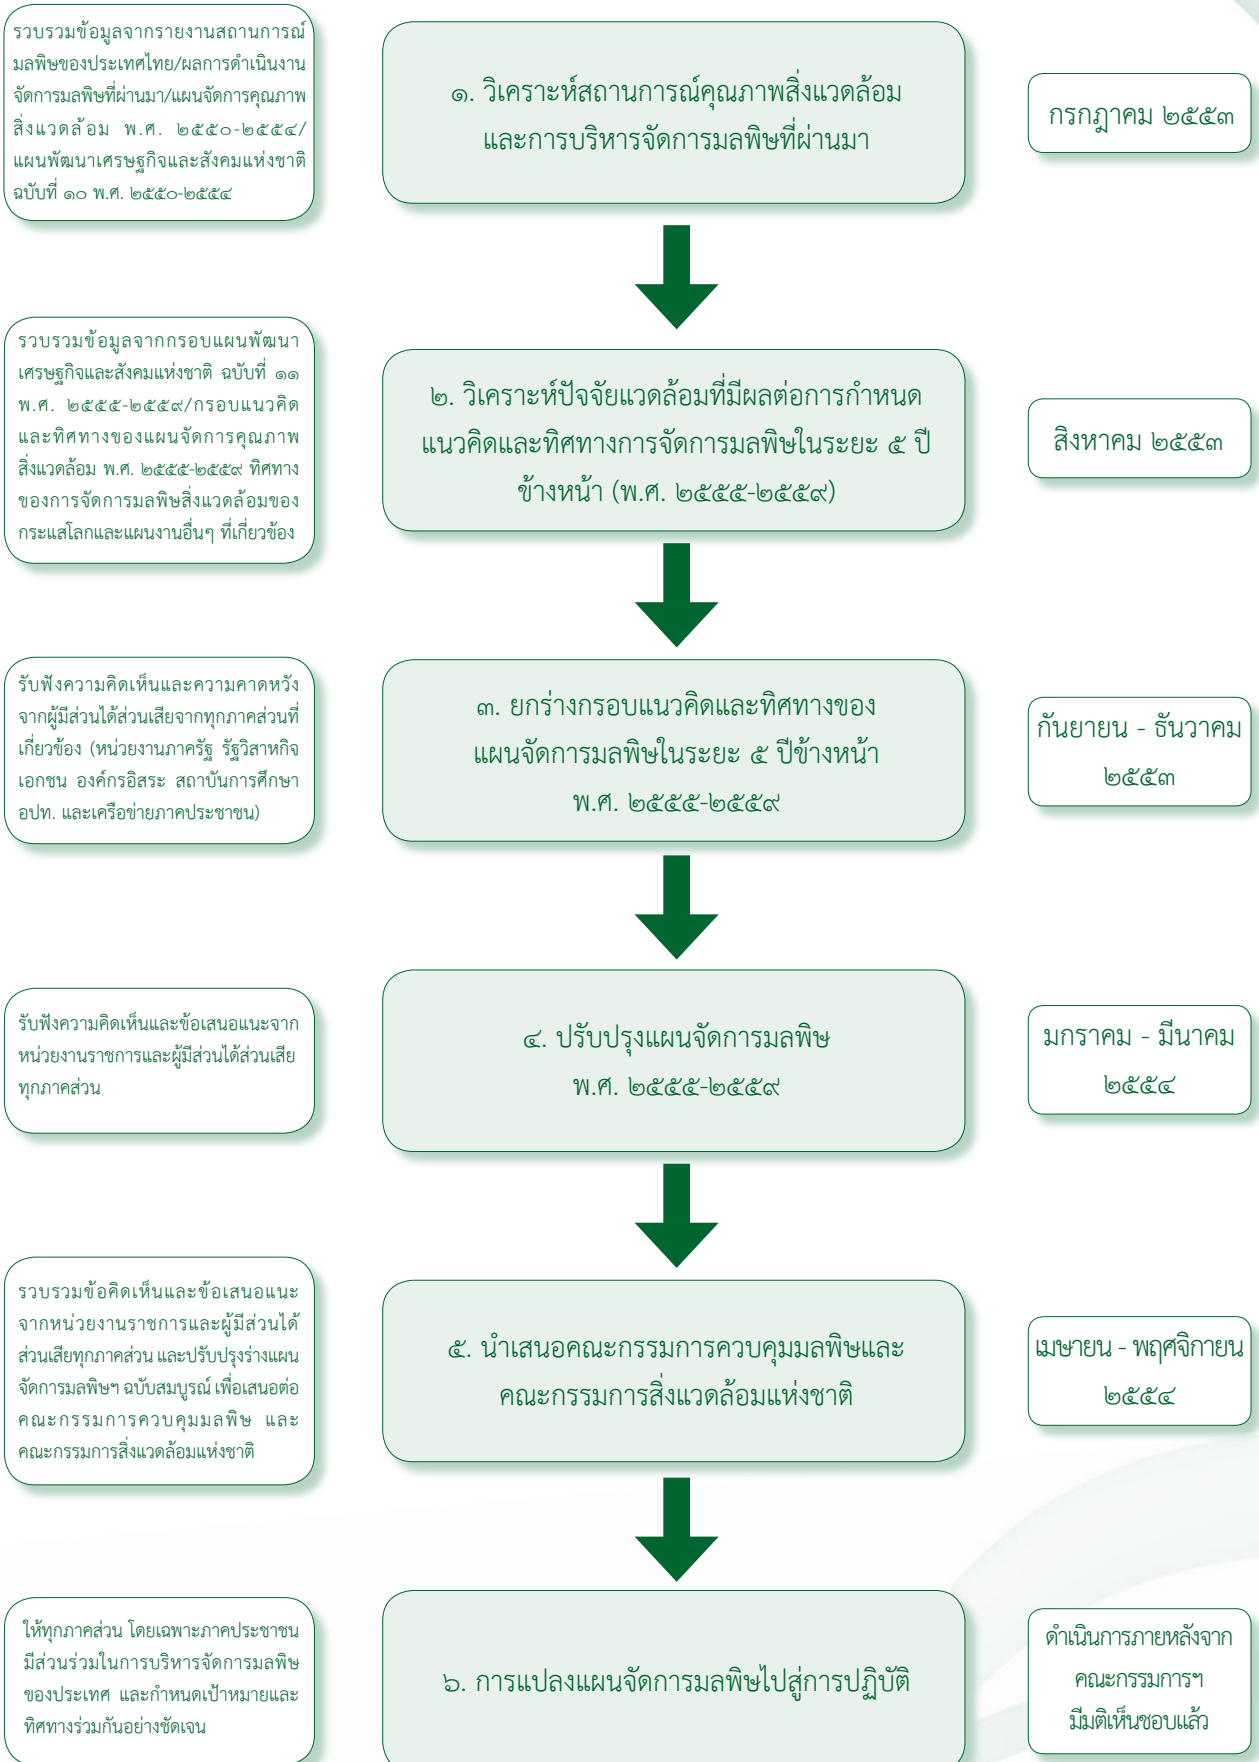 รวบรวมข้อมูลจากรายงานสถานการณ์
มลพิษของประเทศไทย/ผลการดำเนินงาน
จัดการมลพิษที่ผ่านมา/แผนจัดการคุณภาพ
สิ่งแวดล้อม พ.ศ. ๒๕๕๐-๒๕๕๔/
แผนพัฒนาเศรษฐกิจและสังคมแห่งชาติ
ฉบับที่ ๑๐ พ.ศ. ๒๕๕๐-๒๕๕๔
๑. วิเคราะห์สถานการณ์คุณภาพสิ่งแวดล้อม
และการบริหารจัดการมลพิษที่ผ่านมา
กรกฎาคม ๒๕๕๓
รวบรวมข้อมูลจากกรอบแผนพัฒนา
เศรษฐกิจและสังคมแห่งชาติ ฉบับที่ ๑๑
พ.ศ. ๒๕๕๕-๒๕๕๙/กรอบแนวคิด
และทิศทางของแผนจัดการคุณภาพ
สิ่งแวดล้อม พ.ศ. ๒๕๕๕-๒๕๕๙ ทิศทาง
ของการจัดการมลพิษสิ่งแวดล้อมของ
กระแสโลกและแผนงานอื่นๆ ที่เกี่ยวข้อง
๒. วิเคราะห์ปัจจัยแวดล้อมที่มีผลต่อการกำหนด
แนวคิดและทิศทางการจัดการมลพิษในระยะ ๕ ปี
ข้างหน้า (พ.ศ. ๒๕๕๕-๒๕๕๙)
สิงหาคม ๒๕๕๓
รับฟังความคิดเห็นและความคาดหวัง
จากผู้มีส่วนได้ส่วนเสียจากทุกภาคส่วนที่
เกี่ยวข้อง (หน่วยงานภาครัฐ รัฐวิสาหกิจ
เอกชน องค์กรอิสระ สถาบันการศึกษา
อปท. และเครือข่ายภาคประชาชน)
๓. ยกร่างกรอบแนวคิดและทิศทางของ
แผนจัดการมลพิษในระยะ ๕ ปีข้างหน้า
พ.ศ. ๒๕๕๕-๒๕๕๙
กันยายน - ธันวาคม
๒๕๕๓
รับฟังความคิดเห็นและข้อเสนอแนะจาก
หน่วยงานราชการและผู้มีส่วนได้ส่วนเสีย
ทุกภาคส่วน
๔. ปรับปรุงแผนจัดการมลพิษ
พ.ศ. ๒๕๕๕-๒๕๕๙
มกราคม - มีนาคม
๒๕๕๔
รวบรวมข้อคิดเห็นและข้อเสนอแนะ
จากหน่วยงานราชการและผู้มีส่วนได้
ส่วนเสียทุกภาคส่วน และปรับปรุงร่างแผน
จัดการมลพิษฯ ฉบับสมบูรณ์ เพื่อเสนอต่อ
คณะกรรมการควบคุมมลพิษ และ
คณะกรรมการสิ่งแวดล้อมแห่งชาติ
๕. นำเสนอคณะกรรมการควบคุมมลพิษและ
คณะกรรมการสิ่งแวดล้อมแห่งชาติ
เมษายน - พฤศจิกายน
๒๕๕๔
ให้ทุกภาคส่วน โดยเฉพาะภาคประชาชน
มีส่วนร่วมในการบริหารจัดการมลพิษ
ของประเทศ และกำหนดเป้าหมายและ
ทิศทางร่วมกันอย่างชัดเจน
๖. การแปลงแผนจัดการมลพิษไปสู่การปฏิบัติ
ดำเนินการภายหลังจาก
คณะกรรมการฯ
มีมติเห็นชอบแล้ว